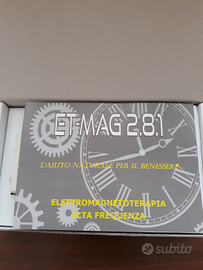 ET-MAG 2.8.1
L'AIUTO NATURALE PER IL BENESSERE
ELETTROMAGNETOTERAPIA
ALTA FREQUENZA
subito